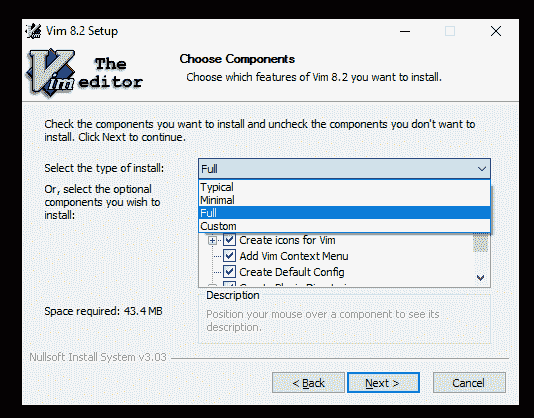 Vim 8.2 Setup
The
Vim editor
Choose Components
Choose which features of Vim 8.2 you want to install.
Check the components you want to install and uncheck the components you don't want to
install. Click Next to continue.
Select the type of install:
Full
Or, select the optional
components you wish to
install:
Typical
Minimal
Full
Custom
Create icons for Vim
Add Vim Context Menu
Create Default Config
Space required: 43.4 MB
Description
Position your mouse over a component to see its
description.
Nullsoft Install System v3.03
< Back
Next >
Cancel